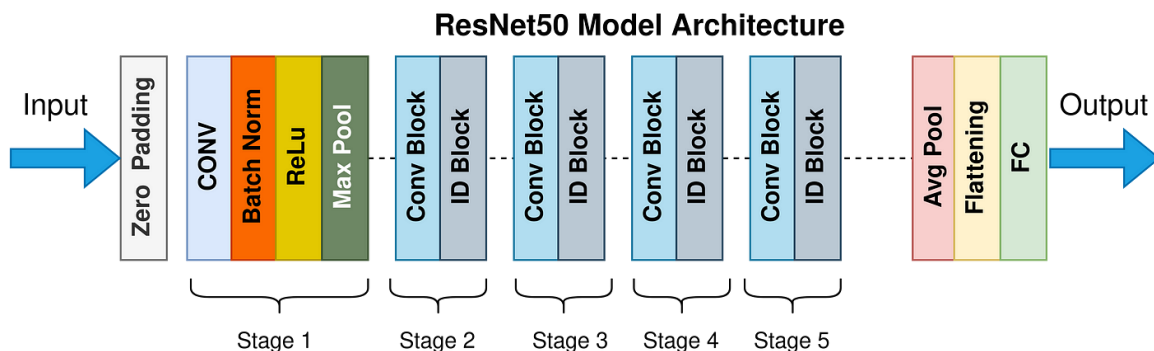 ResNet50 Model Architecture
Input
Zero Padding
CONV
Batch Norm
ReLu
Max Pool
Conv Block
ID Block
Conv Block
ID Block
Conv Block
ID Block
Conv Block
ID Block
Avg Pool
Flattening
FC
Output
Stage 1
Stage 2
Stage 3
Stage 4
Stage 5